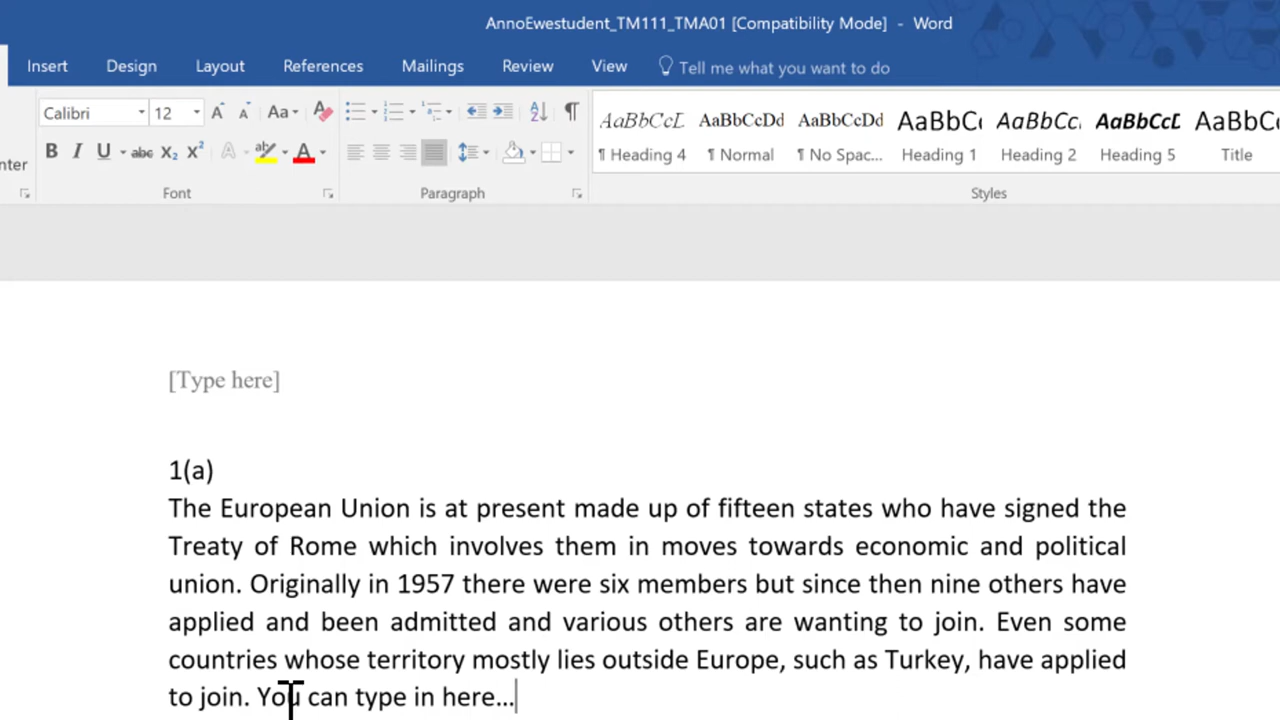 AnnoEwestudent_TM111_TMA01 [Compatibility Mode] - Word
Insert Design Layout References Mailings Review View Tell me what you want to do
Calibri 12 A A Aa A A Z ¶ AaBbCcL AaBbCcDd AaBbCcDd AaBbC AaBbCc AaBbCcL AaBbC
nter B I U abc X₂ X² A ab A ¶ Heading 4 ¶ Normal ¶ No Spac... Heading 1 Heading 2 Heading 5 Title
Font Paragraph Styles
[Type here]
1(a)
The European Union is at present made up of fifteen states who have signed the
Treaty of Rome which involves them in moves towards economic and political
union. Originally in 1957 there were six members but since then nine others have
applied and been admitted and various others are wanting to join. Even some
countries whose territory mostly lies outside Europe, such as Turkey, have applied
to join. You can type in here...